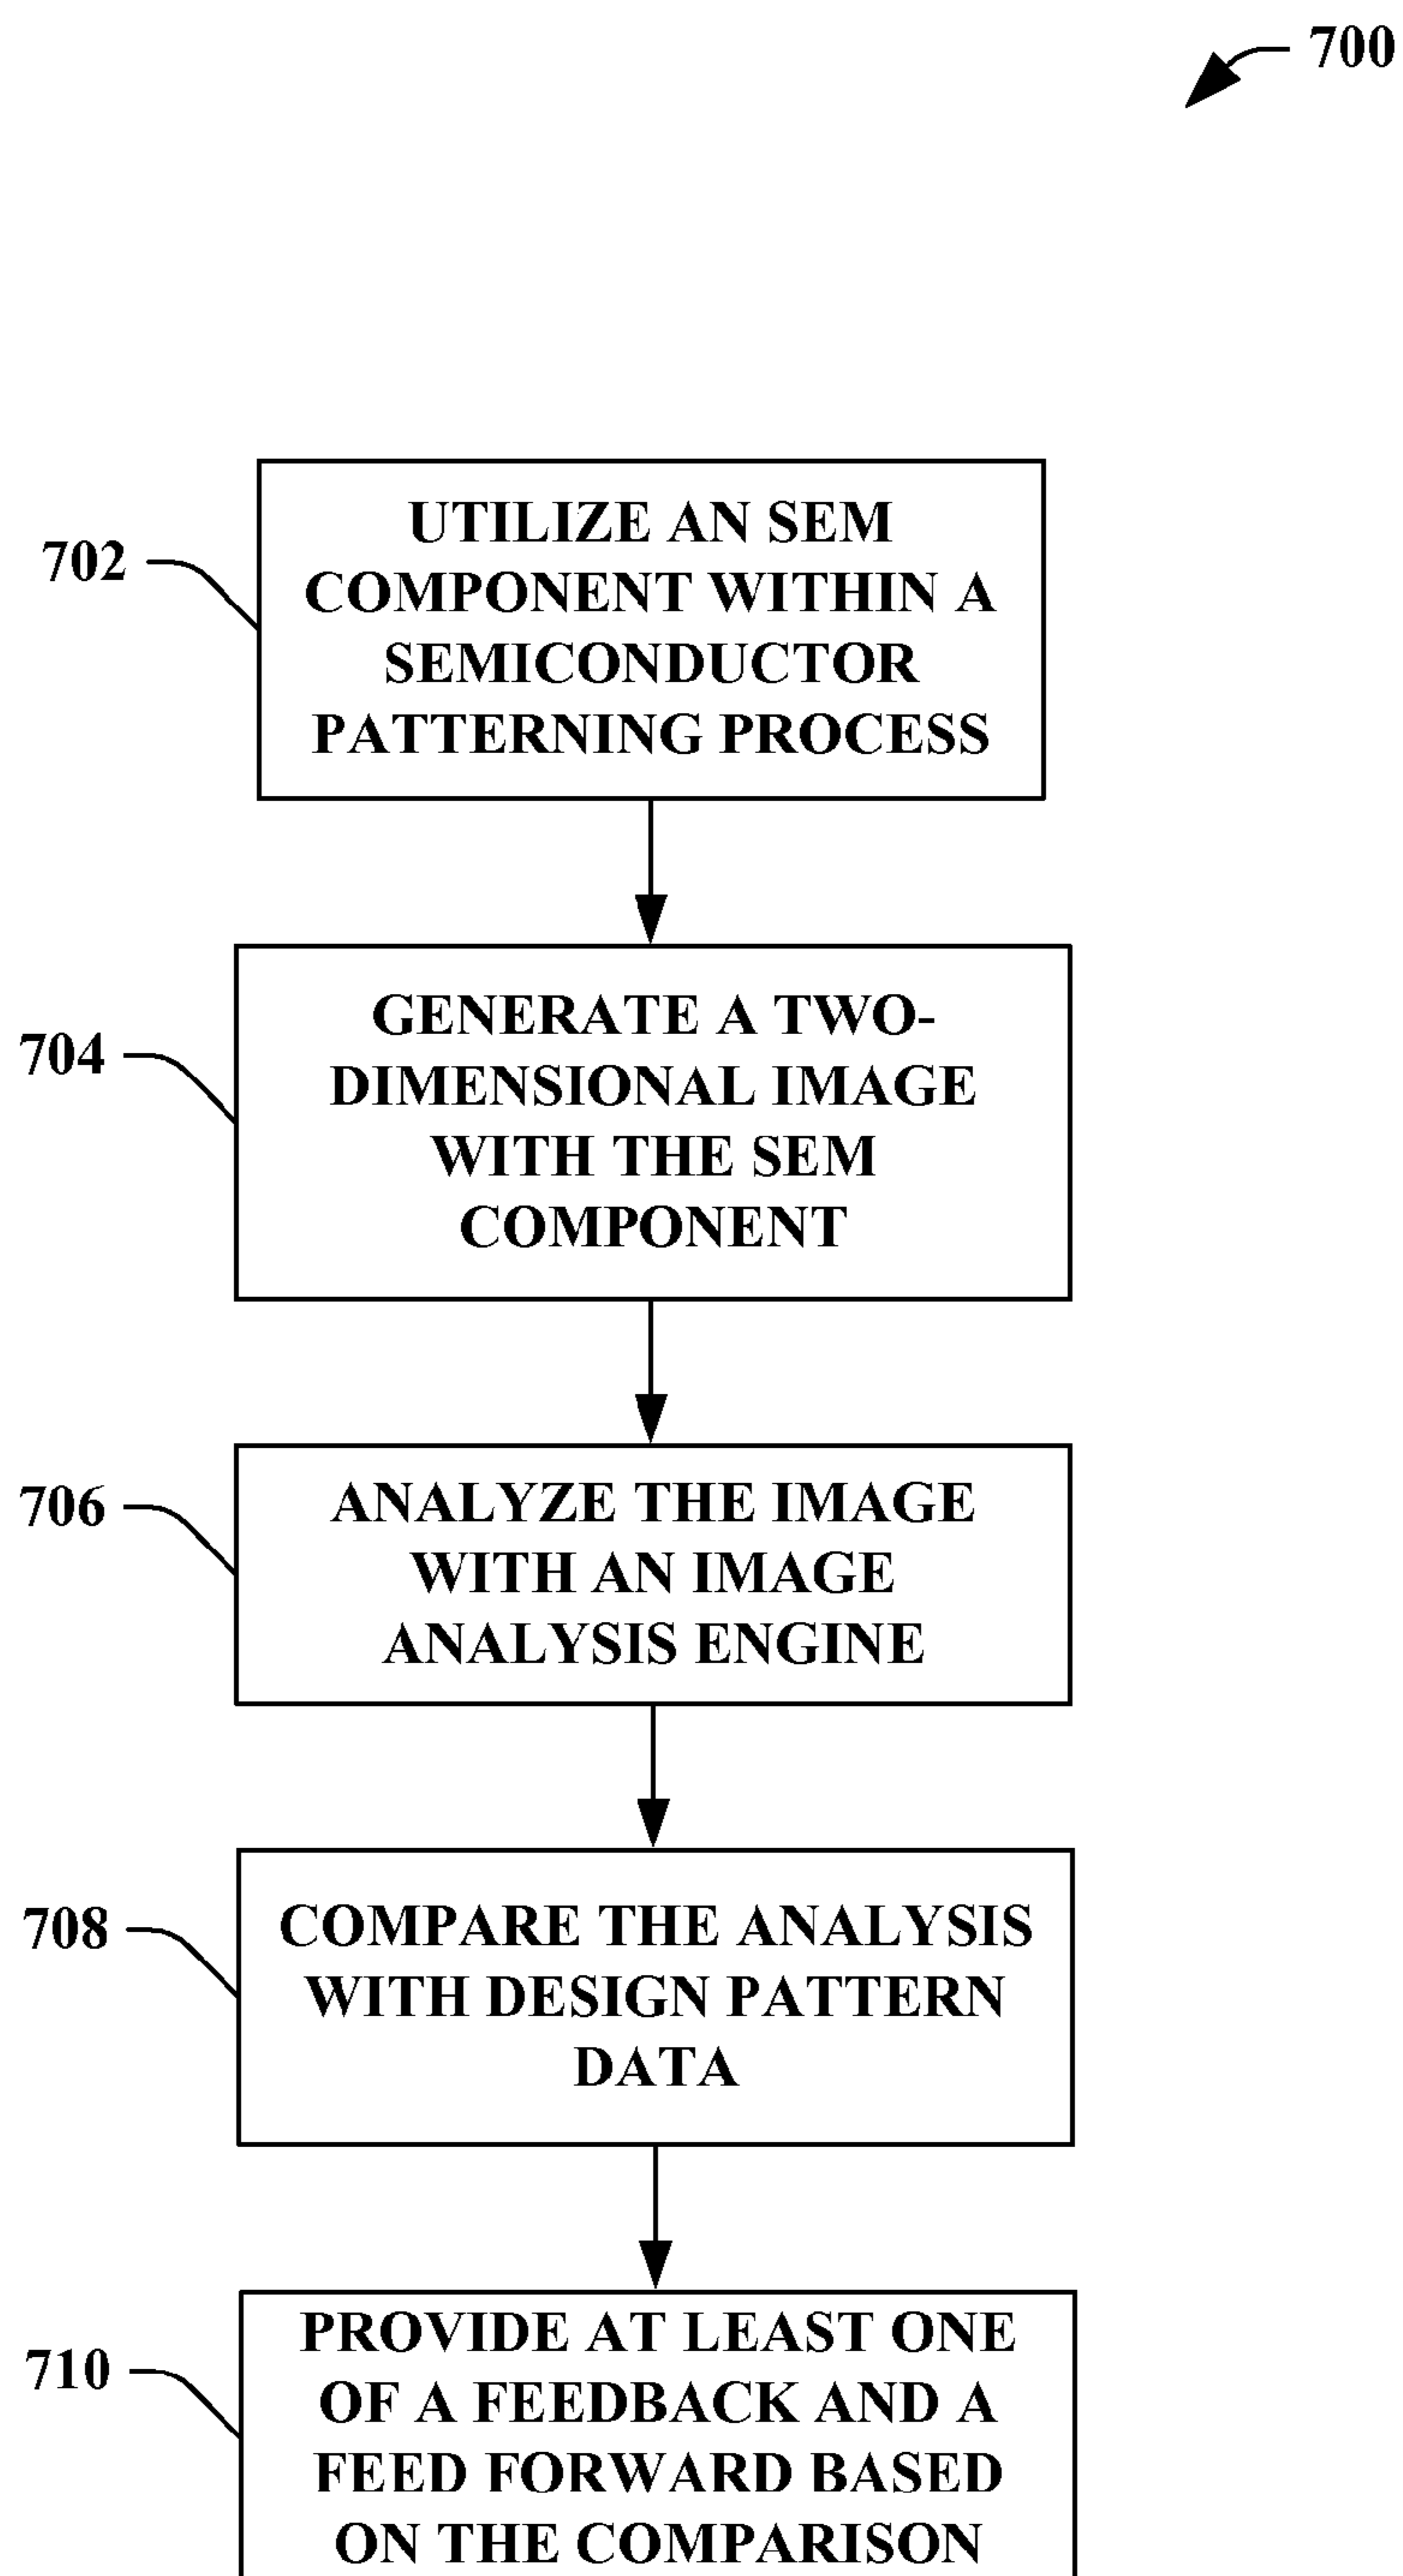 700
702
UTILIZE AN SEM
COMPONENT WITHIN A
SEMICONDUCTOR
PATTERNING PROCESS
704
GENERATE A TWO-
DIMENSIONAL IMAGE
WITH THE SEM
COMPONENT
706
ANALYZE THE IMAGE
WITH AN IMAGE
ANALYSIS ENGINE
708
COMPARE THE ANALYSIS
WITH DESIGN PATTERN
DATA
710
PROVIDE AT LEAST ONE
OF A FEEDBACK AND A
FEED FORWARD BASED
ON THE COMPARISON